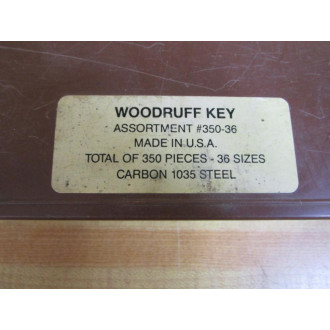 WOODRUFF KEY
ASSORTMENT #350-36
MADE IN U.S.A.
TOTAL OF 350 PIECES - 36 SIZES
CARBON 1035 STEEL